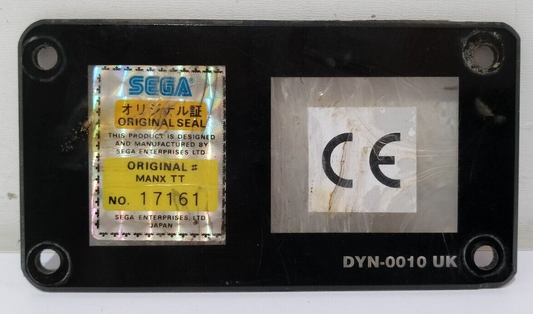 SEGA®
オリジナル証
ORIGINAL SEAL
THIS PRODUCT IS DESIGNED
AND MANUFACTURED BY
SEGA ENTERPRISES LTD.
ORIGINAL #
MANX TT
NO. 17161
SEGA ENTERPRISES, LTD.
JAPAN
CE
DYN-0010 UK